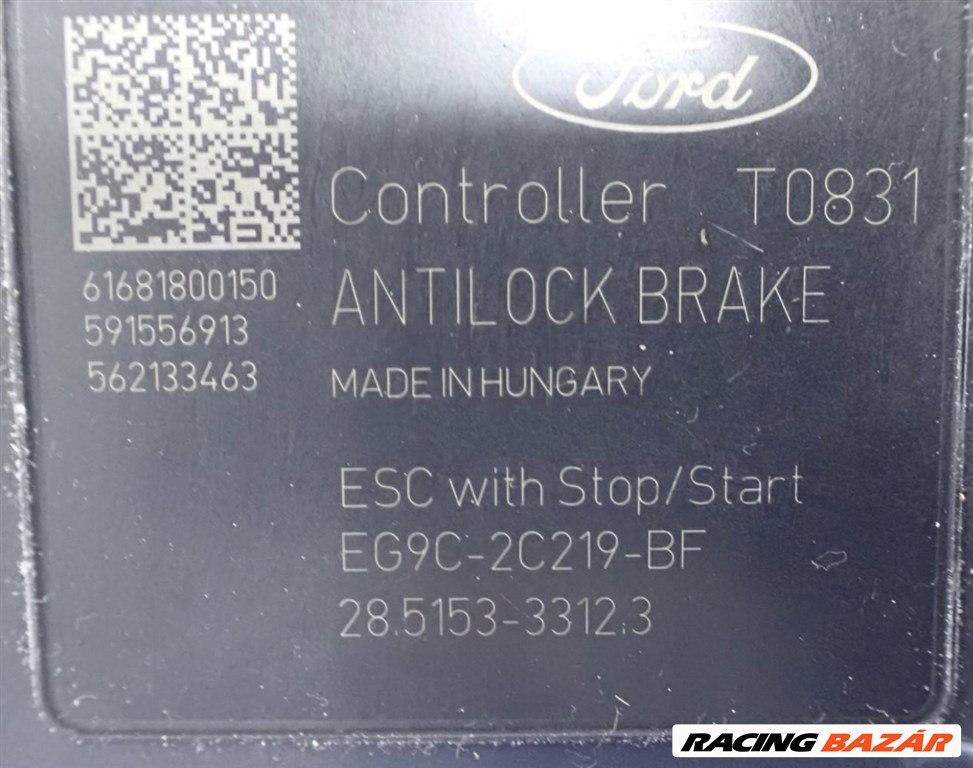 Ford
Controller T0831
61681800150
591556913
562133463
ANTILOCK BRAKE
MADE IN HUNGARY
ESC with Stop/Start
EG9C-2C219-BF
28.5153-3312.3
RACING BAZÁR